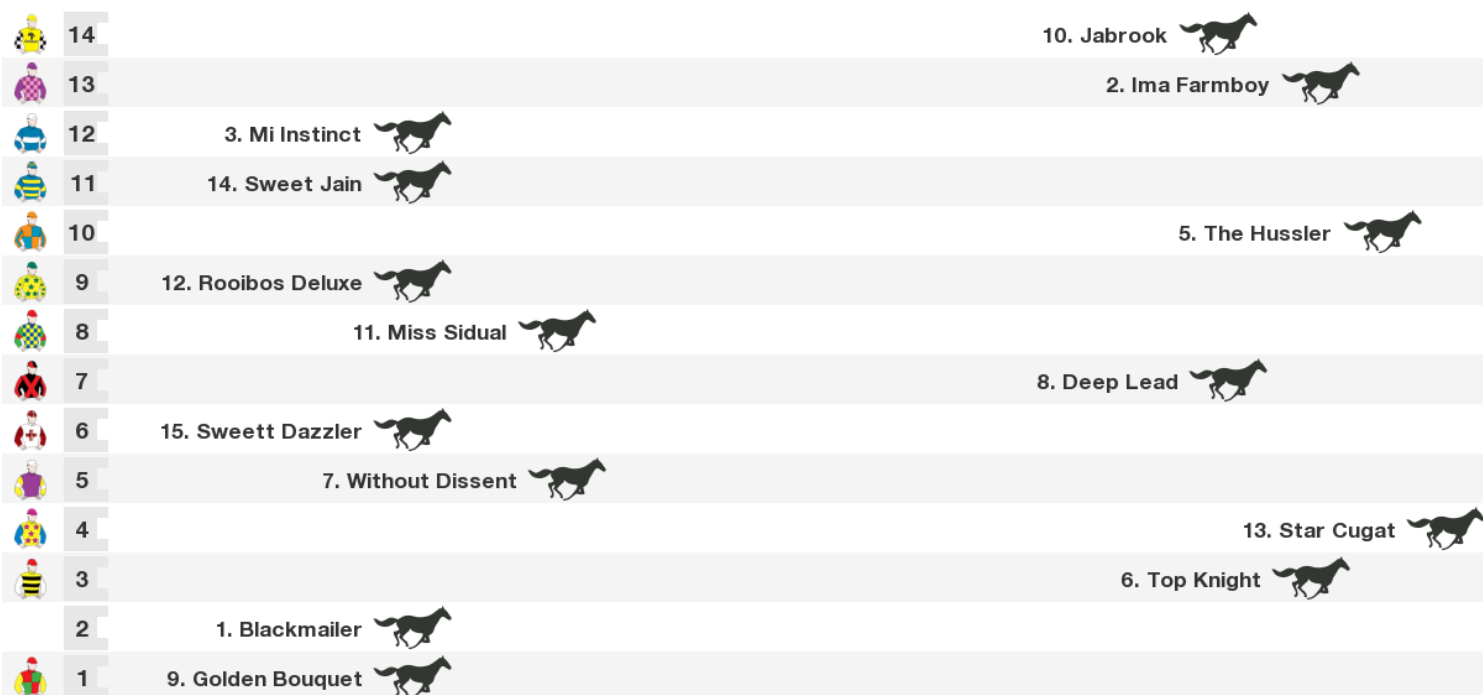 14 10. Jabrook
13 2. Ima Farmboy
12 3. Mi Instinct
11 14. Sweet Jain
10 5. The Hussler
9 12. Rooibos Deluxe
8 11. Miss Sidual
7 8. Deep Lead
6 15. Sweett Dazzler
5 7. Without Dissent
4 13. Star Cugat
3 6. Top Knight
2 1. Blackmailer
1 9. Golden Bouquet